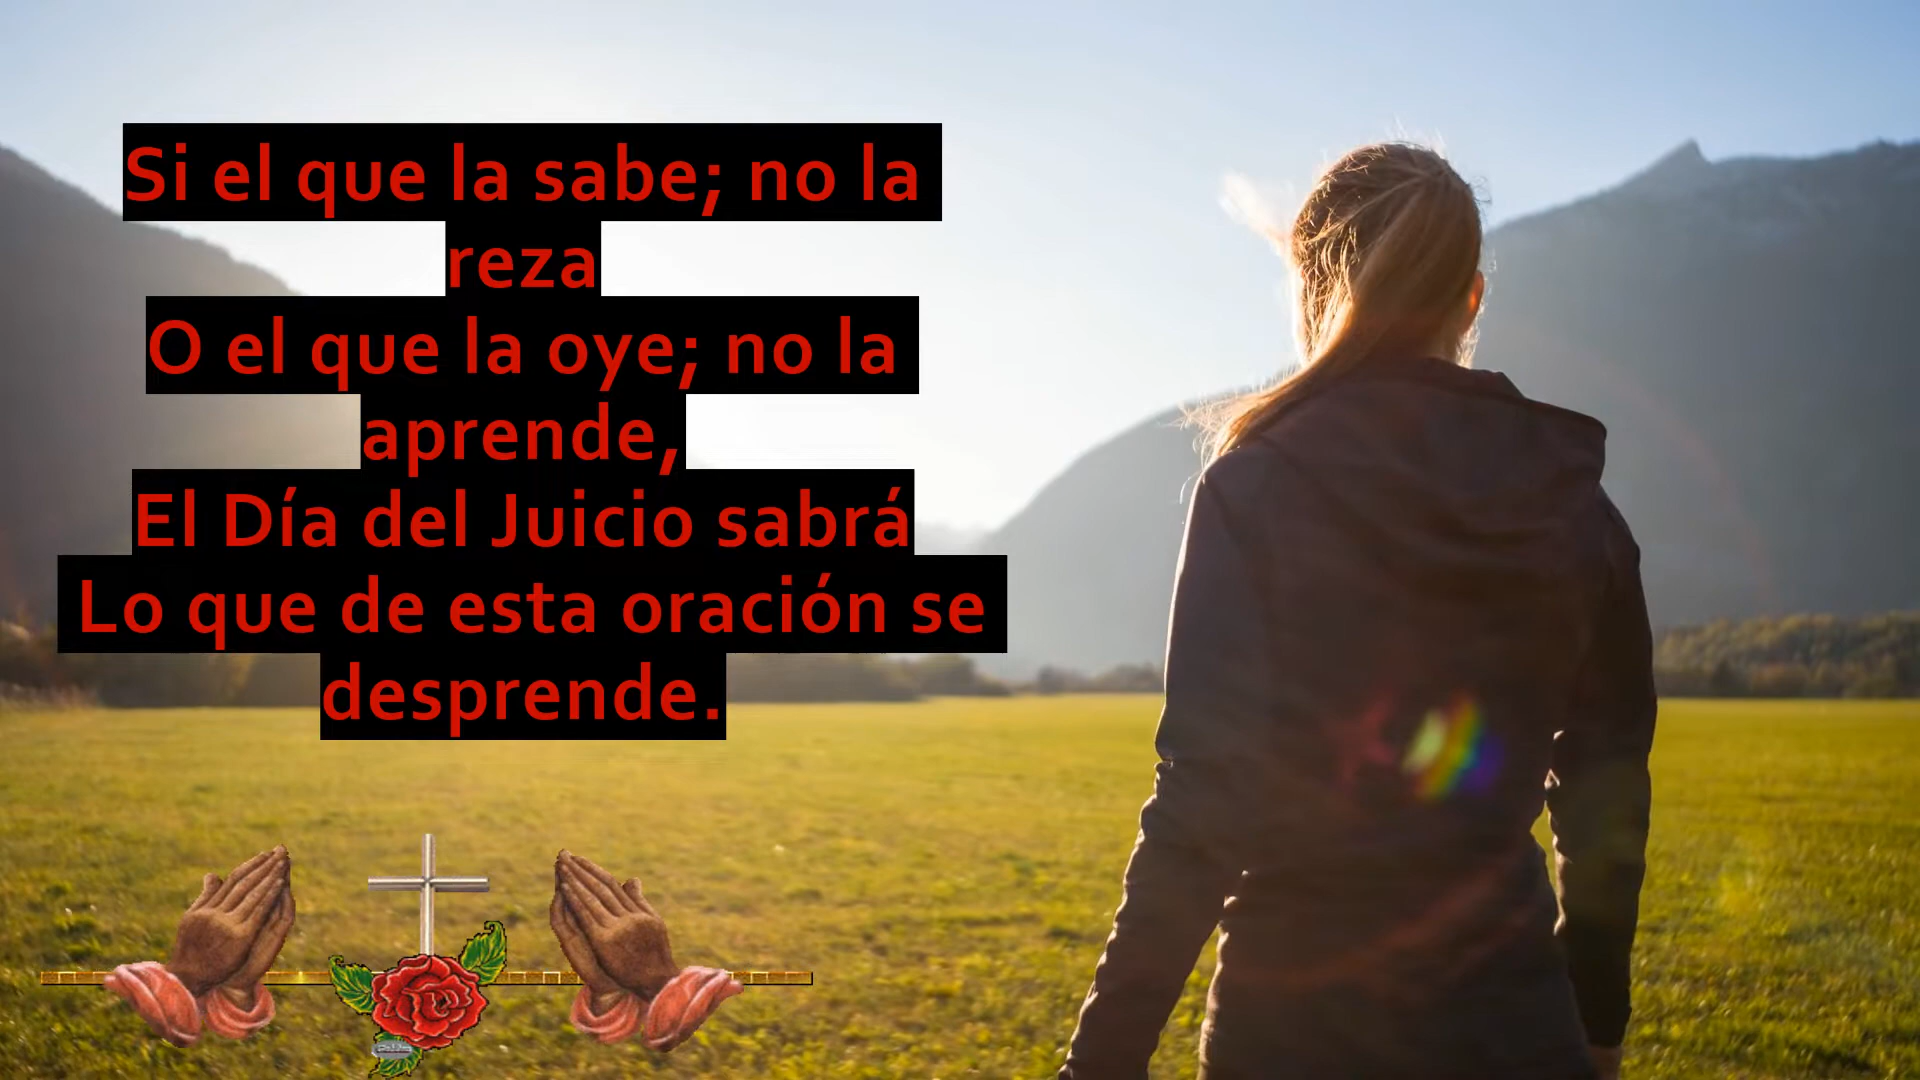 Si el que la sabe; no la
reza
O el que la oye; no la
aprende,
El Día del Juicio sabrá
Lo que de esta oración se
desprende.